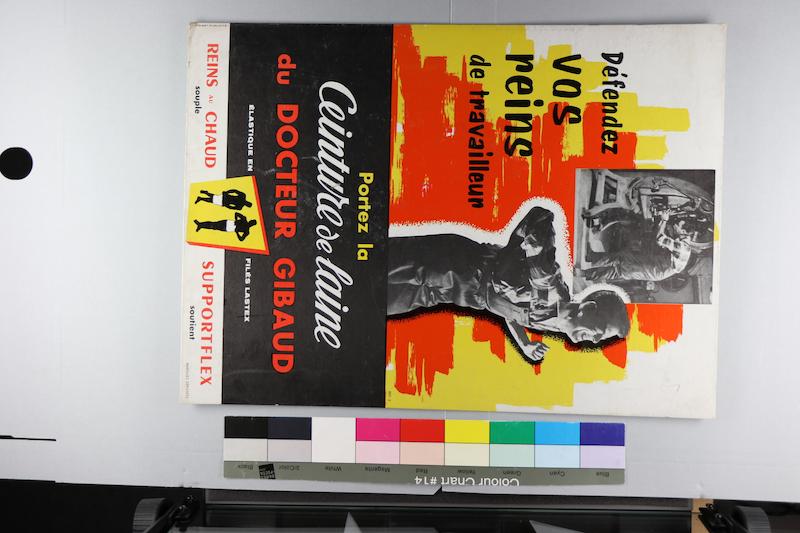 Défendez
vos
reins
de travailleur
Portez la
Ceinture de laine
du DOCTEUR GIBAUD
ÉLASTIQUE EN FILÉS LASTEX
REINS AU CHAUD SUPPORTFLEX
souple soutient
Blue Cyan Green Yellow Red Magenta White 3/Color Black
Colour Chart #14